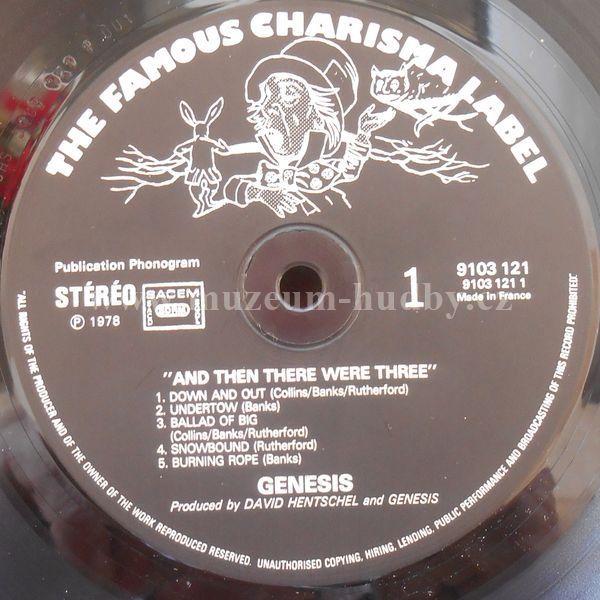 THE FAMOUS CHARISMA LABEL
Publication Phonogram
STÉRÉO
SACEM
SACD
SDRM
SGDL
℗ 1978
1
9103 121
9103 121 1
Made in France
muzeum-hudby.cz
"AND THEN THERE WERE THREE"
1. DOWN AND OUT (Collins/Banks/Rutherford)
2. UNDERTOW (Banks)
3. BALLAD OF BIG
(Collins/Banks/Rutherford)
4. SNOWBOUND (Rutherford)
5. BURNING ROPE (Banks)
GENESIS
Produced by DAVID HENTSCHEL and GENESIS
"ALL RIGHTS OF THE PRODUCER AND OF THE OWNER OF THE WORK REPRODUCED RESERVED. UNAUTHORISED COPYING, HIRING, LENDING, PUBLIC PERFORMANCE AND BROADCASTING OF THIS RECORD PROHIBITED."